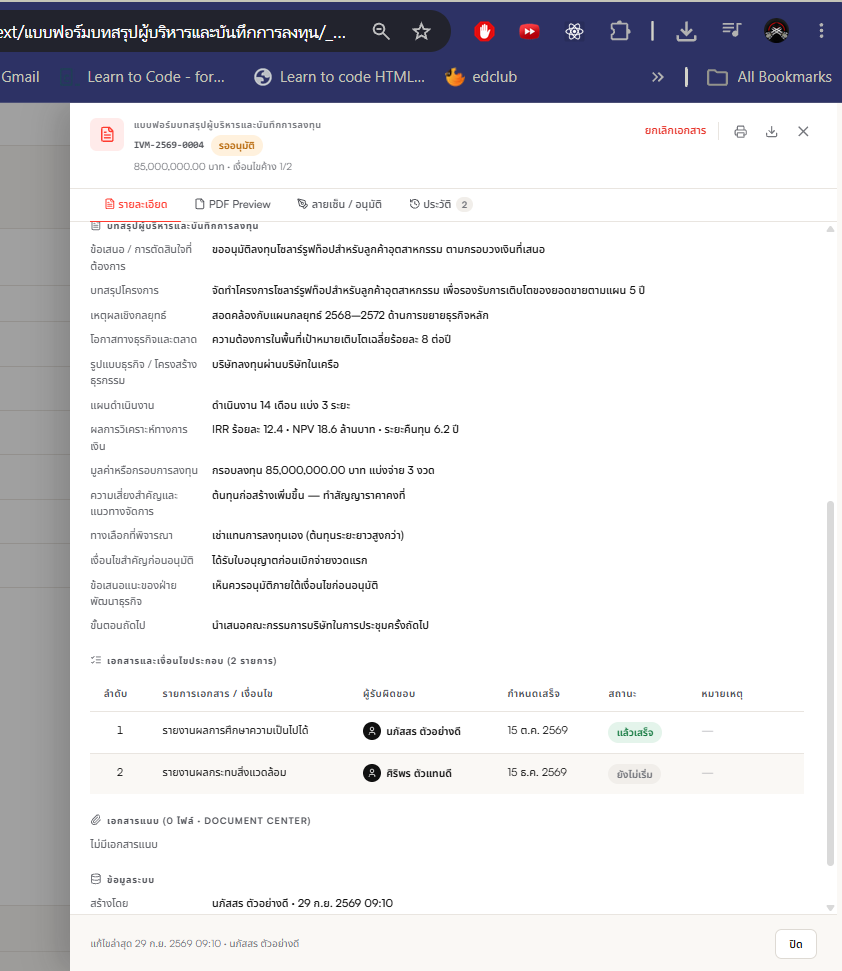 ext/แบบฟอร์มบทสรุปผู้บริหารและบันทึกการลงทุน/_...
Gmail
Learn to Code - for...
Learn to code HTML...
edclub
All Bookmarks
แบบฟอร์มบทสรุปผู้บริหารและบันทึกการลงทุน
IVM-2569-0004 รออนุมัติ
85,000,000.00 บาท • เงื่อนไขค้าง 1/2
ยกเลิกเอกสาร
รายละเอียด
PDF Preview
ลายเซ็น / อนุมัติ
ประวัติ 2
บทสรุปผู้บริหารและบันทึกการลงทุน
ข้อเสนอ / การตัดสินใจที่ ขออนุมัติลงทุนโซลาร์รูฟท็อปสำหรับลูกค้าอุตสาหกรรม ตามกรอบวงเงินที่เสนอ
ต้องการ
บทสรุปโครงการ จัดทำโครงการโซลาร์รูฟท็อปสำหรับลูกค้าอุตสาหกรรม เพื่อรองรับการเติบโตของยอดขายตามแผน 5 ปี
เหตุผลเชิงกลยุทธ์ สอดคล้องกับแผนกลยุทธ์ 2568–2572 ด้านการขยายธุรกิจหลัก
โอกาสทางธุรกิจและตลาด ความต้องการในพื้นที่เป้าหมายเติบโตเฉลี่ยร้อยละ 8 ต่อปี
รูปแบบธุรกิจ / โครงสร้าง บริษัทลงทุนผ่านบริษัทในเครือ
ธุรกรรม
แผนดำเนินงาน ดำเนินงาน 14 เดือน แบ่ง 3 ระยะ
ผลการวิเคราะห์ทางการ IRR ร้อยละ 12.4 • NPV 18.6 ล้านบาท • ระยะคืนทุน 6.2 ปี
เงิน
มูลค่าหรือกรอบการลงทุน กรอบลงทุน 85,000,000.00 บาท แบ่งจ่าย 3 งวด
ความเสี่ยงสำคัญและ ต้นทุนก่อสร้างเพิ่มขึ้น — ทำสัญญาราคาคงที่
แนวทางจัดการ
ทางเลือกที่พิจารณา เช่าแทนการลงทุนเอง (ต้นทุนระยะยาวสูงกว่า)
เงื่อนไขสำคัญก่อนอนุมัติ ได้รับใบอนุญาตก่อนเบิกจ่ายงวดแรก
ข้อเสนอแนะของฝ่าย เห็นควรอนุมัติภายใต้เงื่อนไขก่อนอนุมัติ
พัฒนาธุรกิจ
ขั้นตอนถัดไป นำเสนอคณะกรรมการบริษัทในการประชุมครั้งถัดไป
เอกสารและเงื่อนไขประกอบ (2 รายการ)
ลำดับ รายการเอกสาร / เงื่อนไข ผู้รับผิดชอบ กำหนดเสร็จ สถานะ หมายเหตุ
1 รายงานผลการศึกษาความเป็นไปได้ นภัสสร ตัวอย่างดี 15 ต.ค. 2569 แล้วเสร็จ —
2 รายงานผลกระทบสิ่งแวดล้อม ศิริพร ตัวแทนดี 15 ธ.ค. 2569 ยังไม่เริ่ม —
เอกสารแนบ (0 ไฟล์ • DOCUMENT CENTER)
ไม่มีเอกสารแนบ
ข้อมูลระบบ
สร้างโดย นภัสสร ตัวอย่างดี • 29 ก.ย. 2569 09:10
แก้ไขล่าสุด 29 ก.ย. 2569 09:10 • นภัสสร ตัวอย่างดี
ปิด